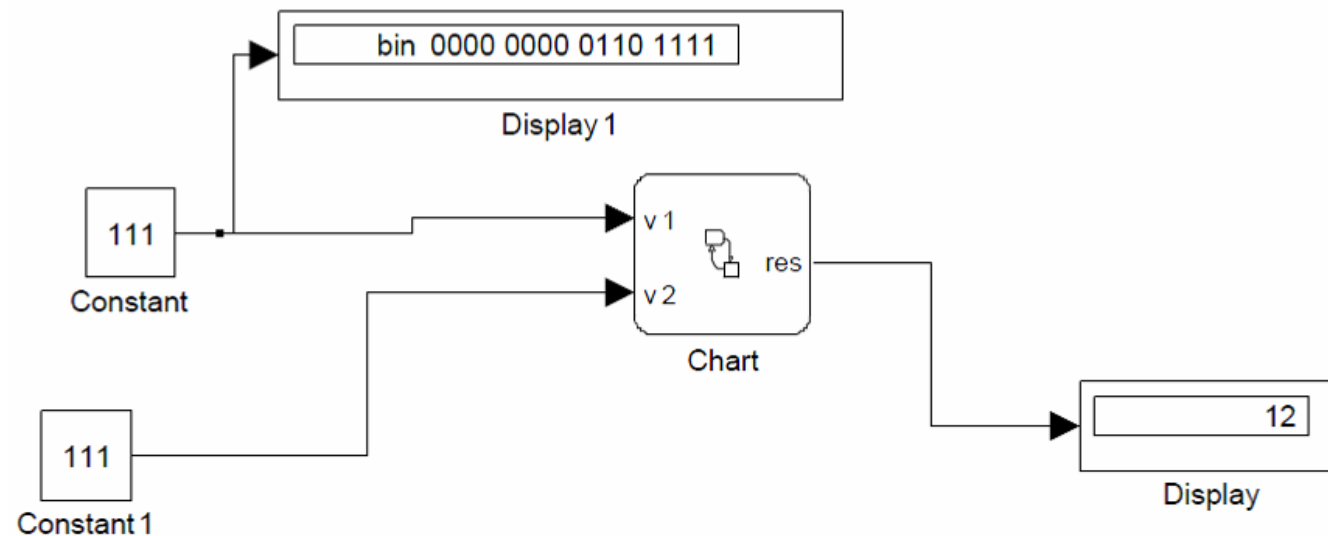 bin 0000 0000 0110 1111
Display 1
111
Constant
v 1
res
v 2
Chart
111
Constant 1
12
Display